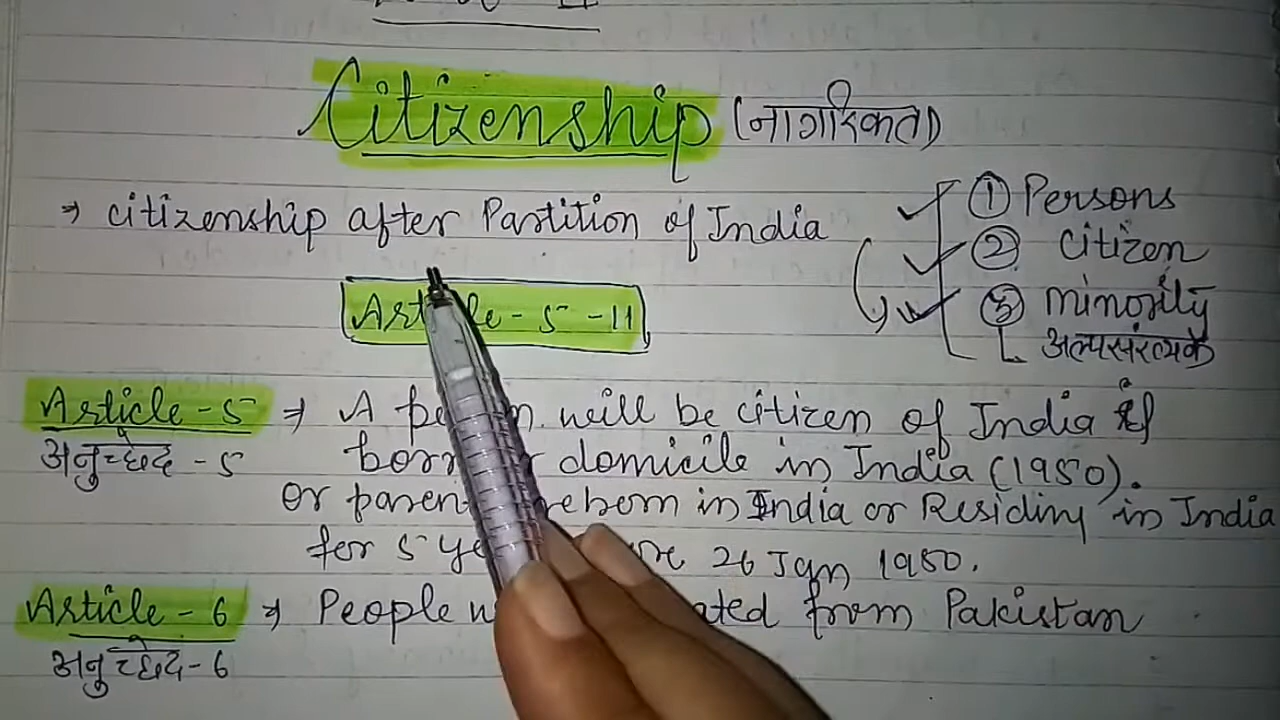 Citizenship (नागरिकता)
⇒ citizenship after Partition of India
① Persons
② citizen
③ minority
अल्पसंख्यक
Article - 5 - 11
Article - 5 ⇒ A will be citizen of India if
अनुच्छेद - 5
domicile in India (1950).
or born in India or Residing in India
for 5 26 Jan 1950.
Article - 6 ⇒ People from Pakistan
अनुच्छेद - 6